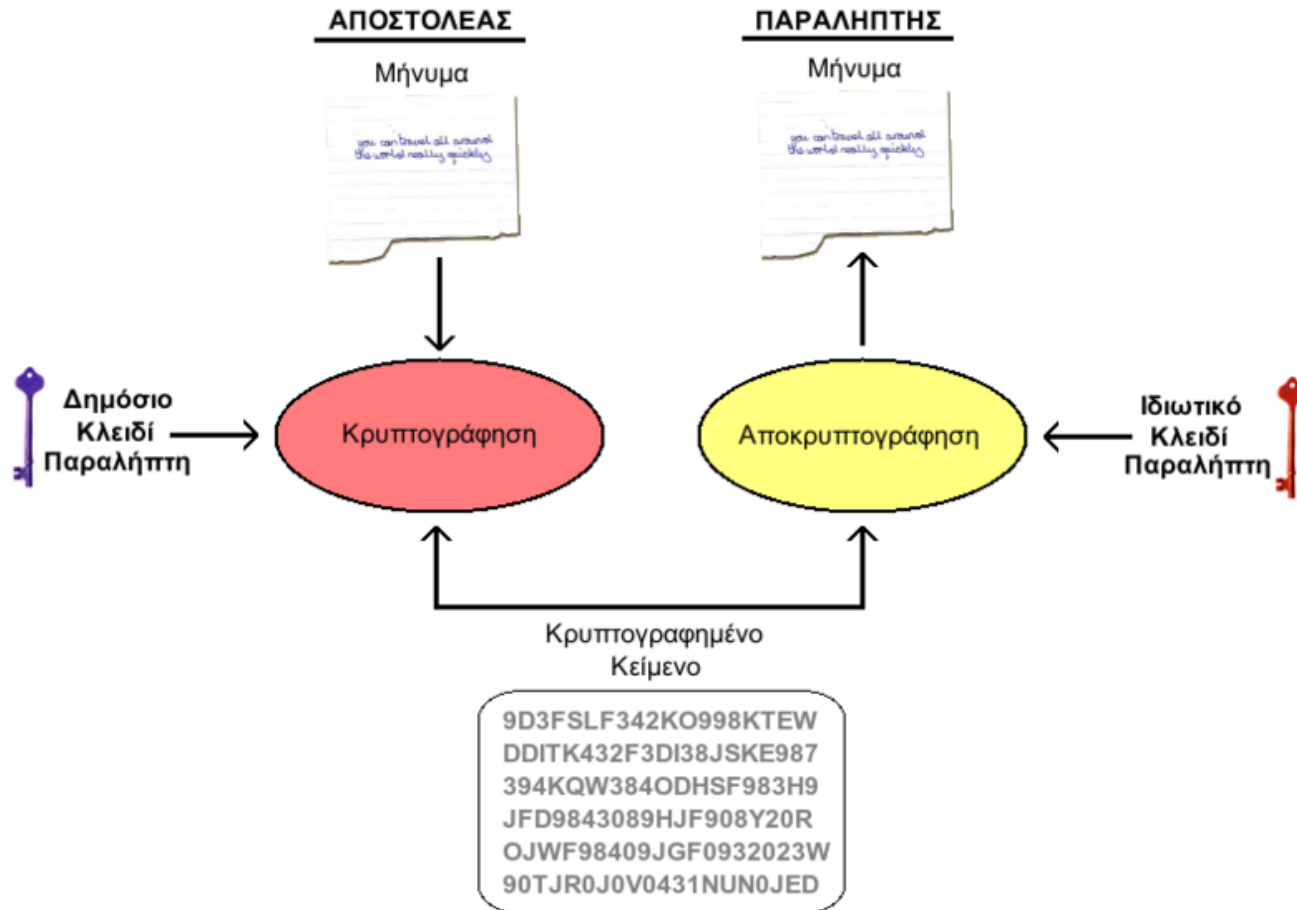 ΑΠΟΣΤΟΛΕΑΣ
Μήνυμα
you can travel all around
the world really quickly
ΠΑΡΑΛΗΠΤΗΣ
Μήνυμα
you can travel all around
the world really quickly
Δημόσιο
Κλειδί
Παραλήπτη
Κρυπτογράφηση
Αποκρυπτογράφηση
Ιδιωτικό
Κλειδί
Παραλήπτη
Κρυπτογραφημένο
Κείμενο
9D3FSLF342KO998KTEW
DDITK432F3DI38JSKE987
394KQW384ODHSF983H9
JFD9843089HJF908Y20R
OJWF98409JGF0932023W
90TJR0J0V0431NUN0JED